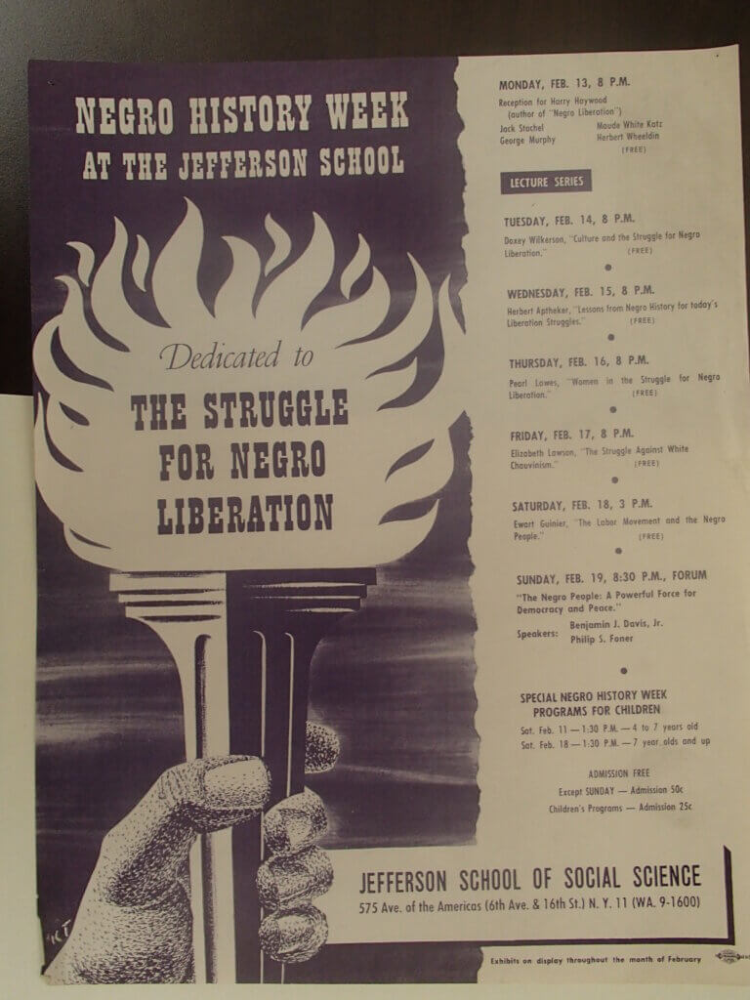 NEGRO HISTORY WEEK
AT THE JEFFERSON SCHOOL
Dedicated to
THE STRUGGLE
FOR NEGRO
LIBERATION
KT
MONDAY, FEB. 13, 8 P.M.
Reception for Harry Haywood
(author of "Negro Liberation")
Jack Stachel Maude White Katz
George Murphy Herbert Wheeldin
(FREE)
LECTURE SERIES
TUESDAY, FEB. 14, 8 P.M.
Doxey Wilkerson, "Culture and the Struggle for Negro
Liberation." (FREE)
WEDNESDAY, FEB. 15, 8 P.M.
Herbert Aptheker, "Lessons from Negro History for today's
Liberation Struggles." (FREE)
THURSDAY, FEB. 16, 8 P.M.
Pearl Lawes, "Women in the Struggle for Negro
Liberation." (FREE)
FRIDAY, FEB. 17, 8 P.M.
Elizabeth Lawson, "The Struggle Against White
Chauvinism." (FREE)
SATURDAY, FEB. 18, 3 P.M.
Ewart Guinier, "The Labor Movement and the Negro
People." (FREE)
SUNDAY, FEB. 19, 8:30 P.M., FORUM
"The Negro People: A Powerful Force for
Democracy and Peace."
Speakers: Benjamin J. Davis, Jr.
Philip S. Foner
SPECIAL NEGRO HISTORY WEEK
PROGRAMS FOR CHILDREN
Sat. Feb. 11 — 1:30 P.M. — 4 to 7 years old
Sat. Feb. 18 — 1:30 P.M. — 7 year olds and up
ADMISSION FREE
Except SUNDAY — Admission 50c
Children's Programs — Admission 25c
JEFFERSON SCHOOL OF SOCIAL SCIENCE
575 Ave. of the Americas (6th Ave. & 16th St.) N. Y. 11 (WA. 9-1600)
Exhibits on display throughout the month of February